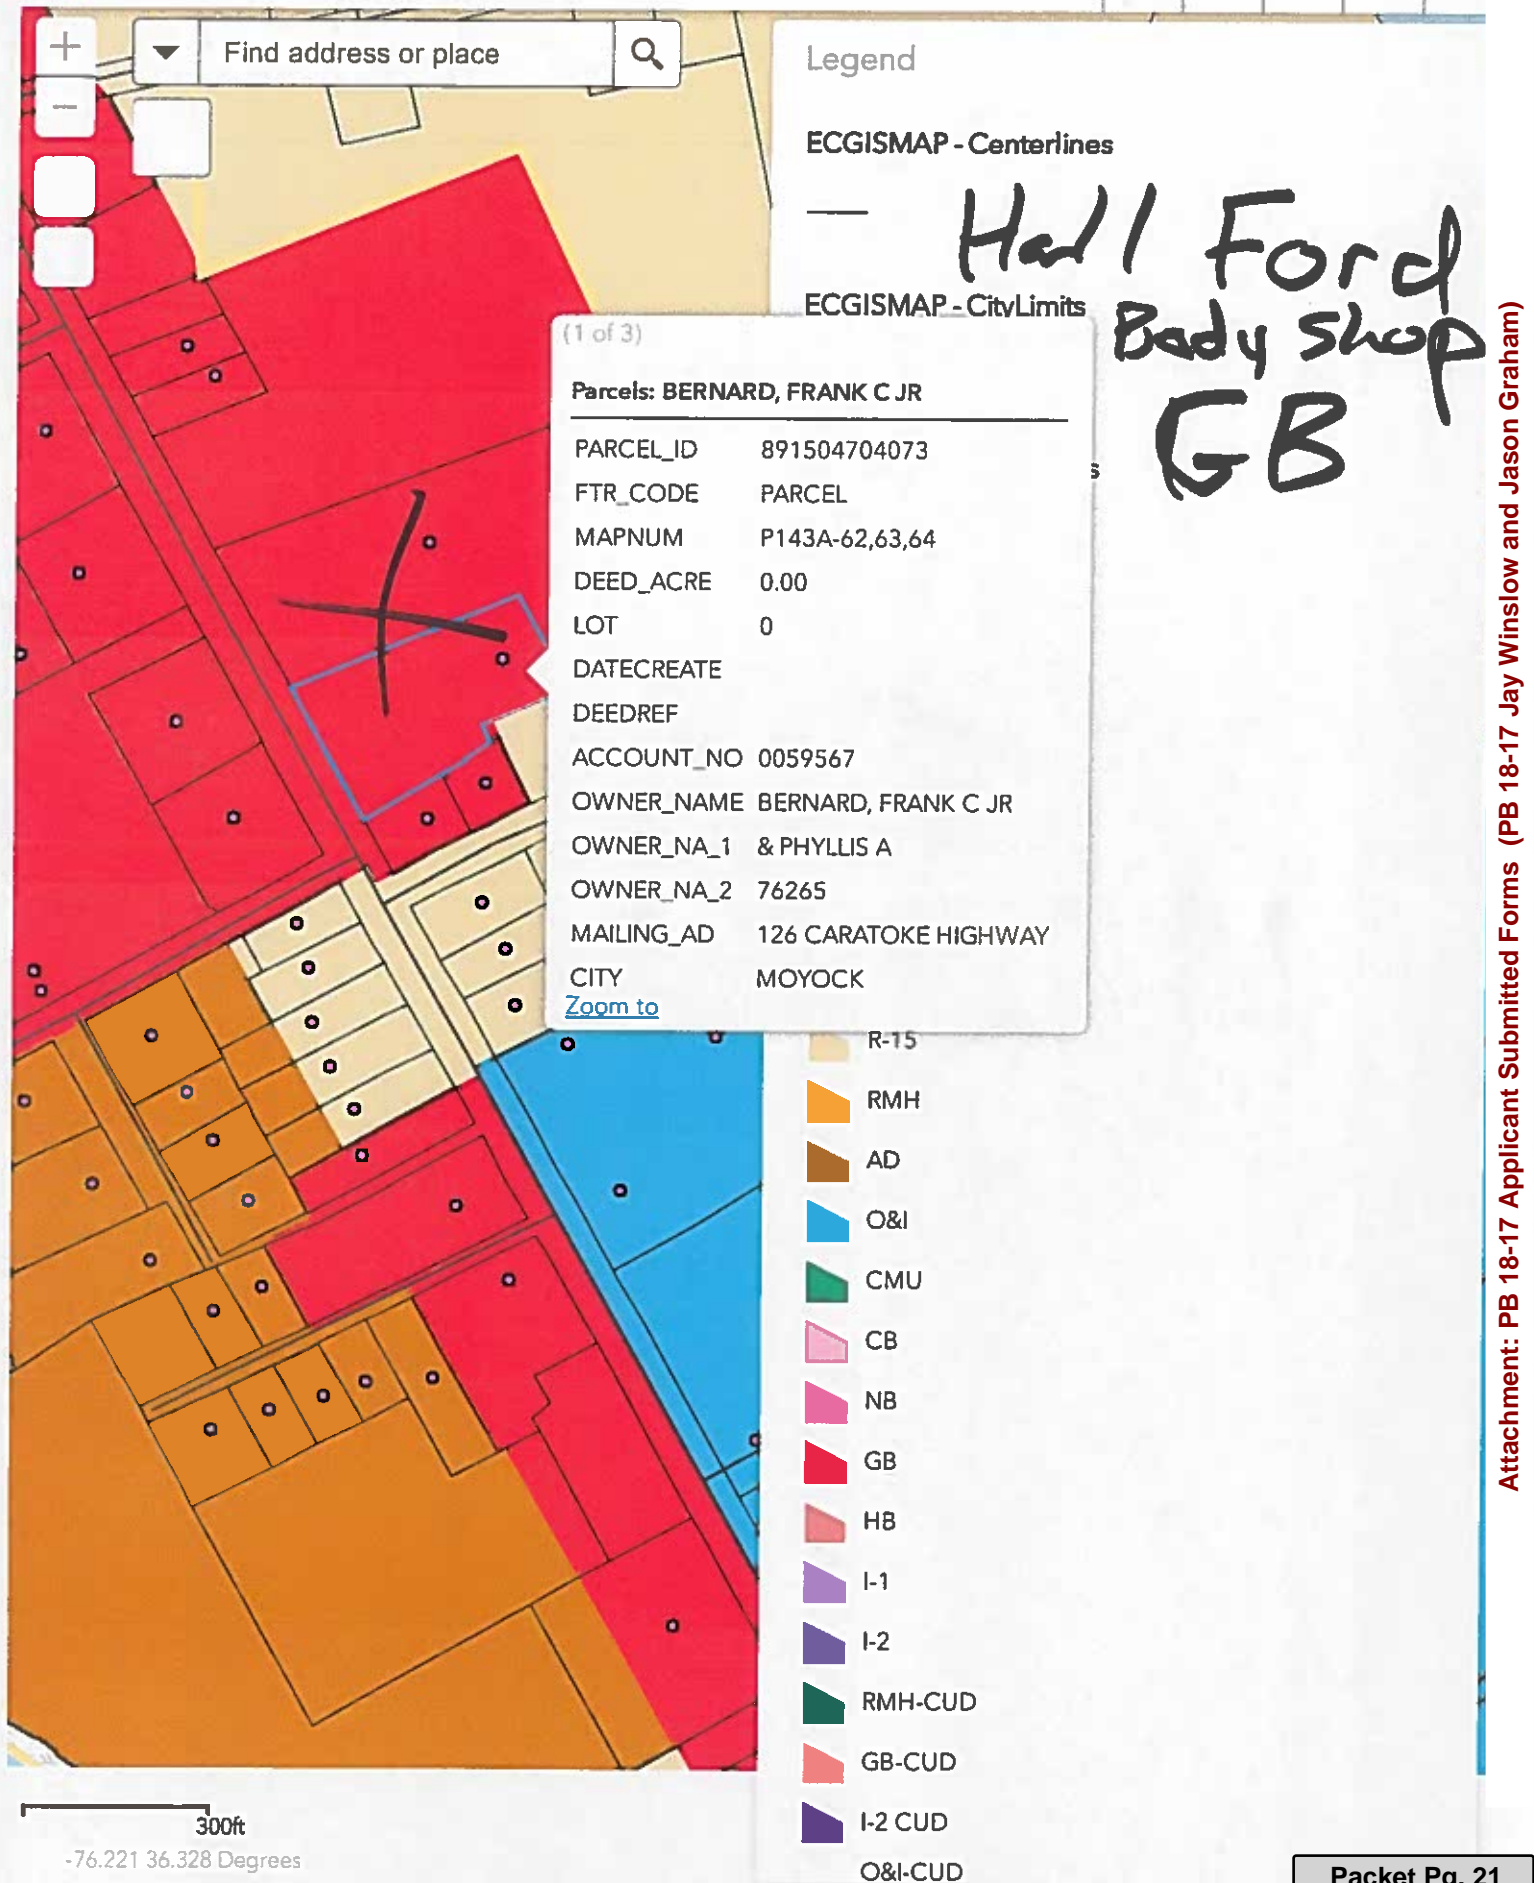 Find address or place
Legend
ECGISMAP - Centerlines
Hall Ford
Body Shop
GB
ECGISMAP - CityLimits
(1 of 3)
Parcels: BERNARD, FRANK C JR
PARCEL_ID 891504704073
FTR_CODE PARCEL
MAPNUM P143A-62,63,64
DEED_ACRE 0.00
LOT 0
DATECREATE
DEEDREF
ACCOUNT_NO 0059567
OWNER_NAME BERNARD, FRANK C JR
OWNER_NA_1 & PHYLLIS A
OWNER_NA_2 76265
MAILING_AD 126 CARATOKE HIGHWAY
CITY MOYOCK
Zoom to
s
R-15
RMH
AD
O&I
CMU
CB
NB
GB
HB
I-1
I-2
RMH-CUD
GB-CUD
I-2 CUD
O&I-CUD
300ft
-76.221 36.328 Degrees
Attachment: PB 18-17 Applicant Submitted Forms (PB 18-17 Jay Winslow and Jason Graham)
Packet Pg. 21